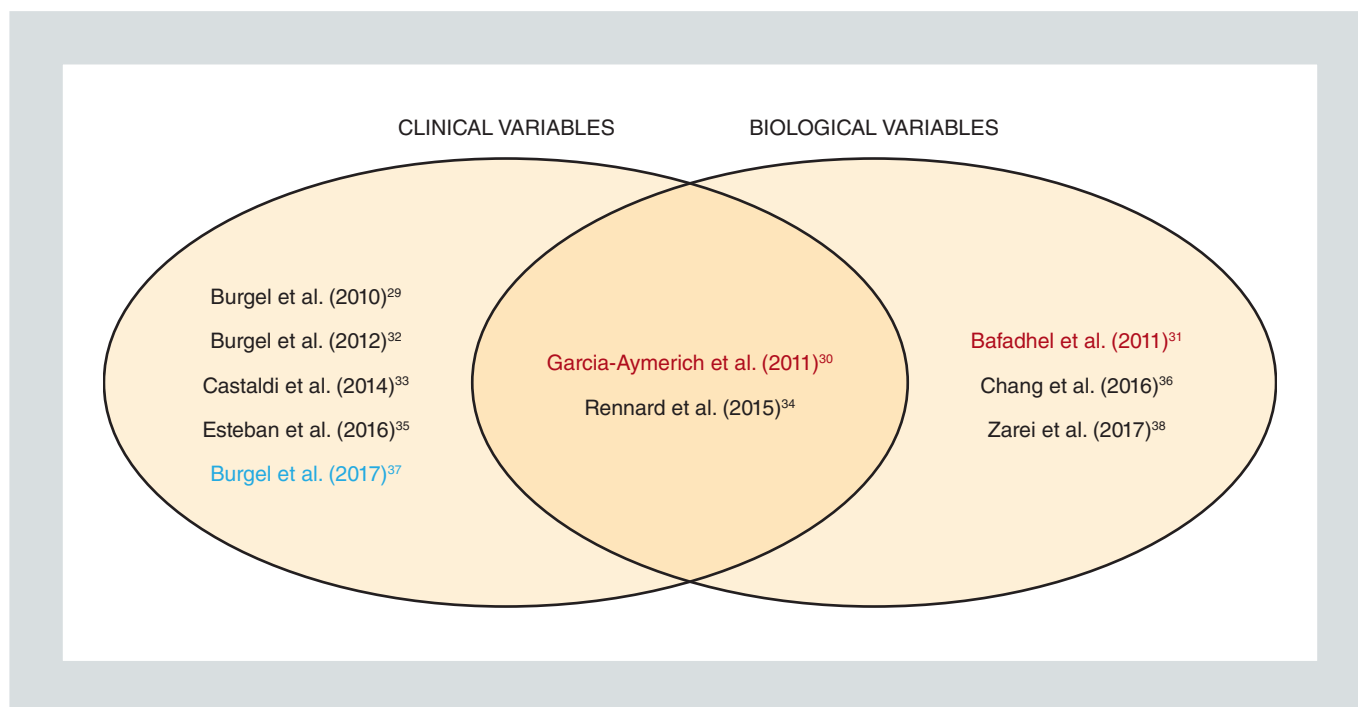 CLINICAL VARIABLES
BIOLOGICAL VARIABLES
Burgel et al. (2010)²⁹
Burgel et al. (2012)³²
Castaldi et al. (2014)³³
Esteban et al. (2016)³⁵
Burgel et al. (2017)³⁷
Garcia-Aymerich et al. (2011)³⁰
Rennard et al. (2015)³⁴
Bafadhel et al. (2011)³¹
Chang et al. (2016)³⁶
Zarei et al. (2017)³⁸